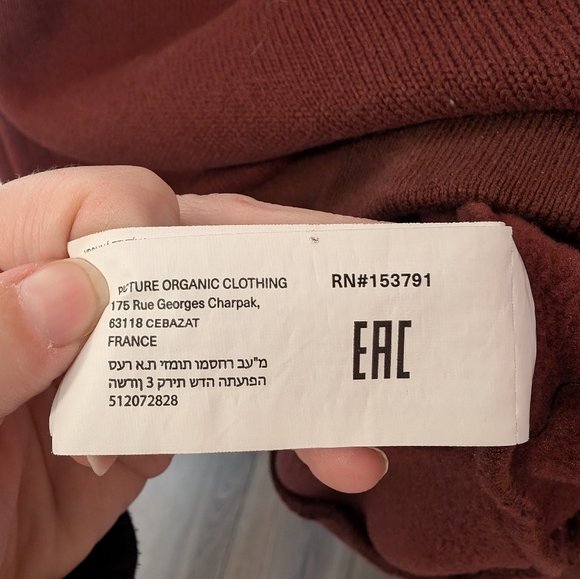 PICTURE ORGANIC CLOTHING
175 Rue Georges Charpak,
63118 CEBAZAT
FRANCE
מ"עב רחסמו תומזי ת.א רעס
הפועתה הדש תירק 3 ןורשה
512072828
RN#153791
EAC